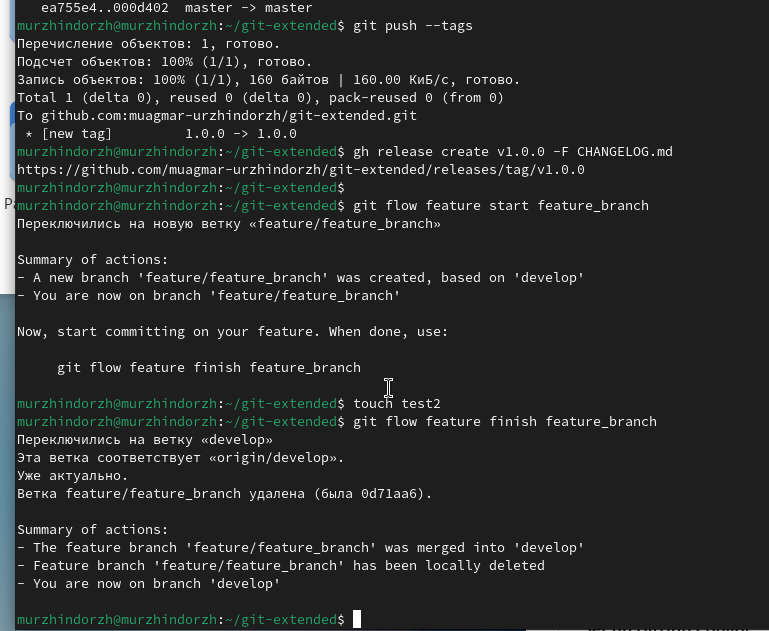 ea755e4..000d402  master -> master
murzhindorzh@murzhindorzh:~/git-extended$ git push --tags
Перечисление объектов: 1, готово.
Подсчет объектов: 100% (1/1), готово.
Запись объектов: 100% (1/1), 160 байтов | 160.00 КиБ/с, готово.
Total 1 (delta 0), reused 0 (delta 0), pack-reused 0 (from 0)
To github.com:muagmar-urzhindorzh/git-extended.git
 * [new tag]         1.0.0 -> 1.0.0
murzhindorzh@murzhindorzh:~/git-extended$ gh release create v1.0.0 -F CHANGELOG.md
https://github.com/muagmar-urzhindorzh/git-extended/releases/tag/v1.0.0
murzhindorzh@murzhindorzh:~/git-extended$
murzhindorzh@murzhindorzh:~/git-extended$ git flow feature start feature_branch
Переключились на новую ветку «feature/feature_branch»
Summary of actions:
- A new branch 'feature/feature_branch' was created, based on 'develop'
- You are now on branch 'feature/feature_branch'
Now, start committing on your feature. When done, use:
     git flow feature finish feature_branch
murzhindorzh@murzhindorzh:~/git-extended$ touch test2
murzhindorzh@murzhindorzh:~/git-extended$ git flow feature finish feature_branch
Переключились на ветку «develop»
Эта ветка соответствует «origin/develop».
Уже актуально.
Ветка feature/feature_branch удалена (была 0d71aa6).
Summary of actions:
- The feature branch 'feature/feature_branch' was merged into 'develop'
- Feature branch 'feature/feature_branch' has been locally deleted
- You are now on branch 'develop'
murzhindorzh@murzhindorzh:~/git-extended$